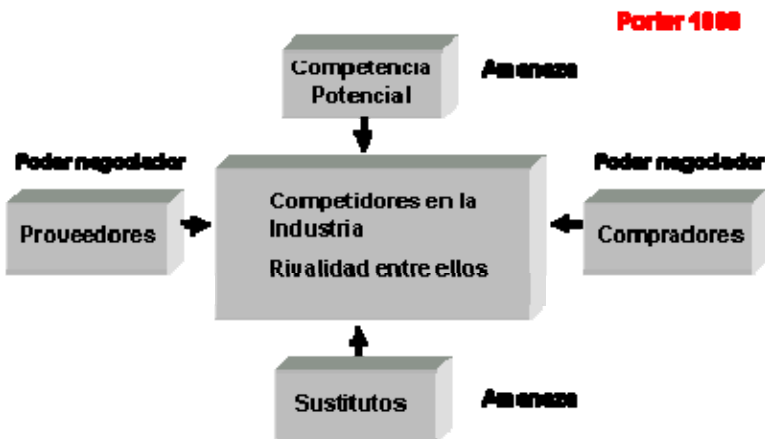 Porter
Competencia
Potencial
Amenaza
Poder negociador
Poder negociador
Proveedores
Competidores en la
Industria
Rivalidad entre ellos
Compradores
Sustitutos
Amenaza